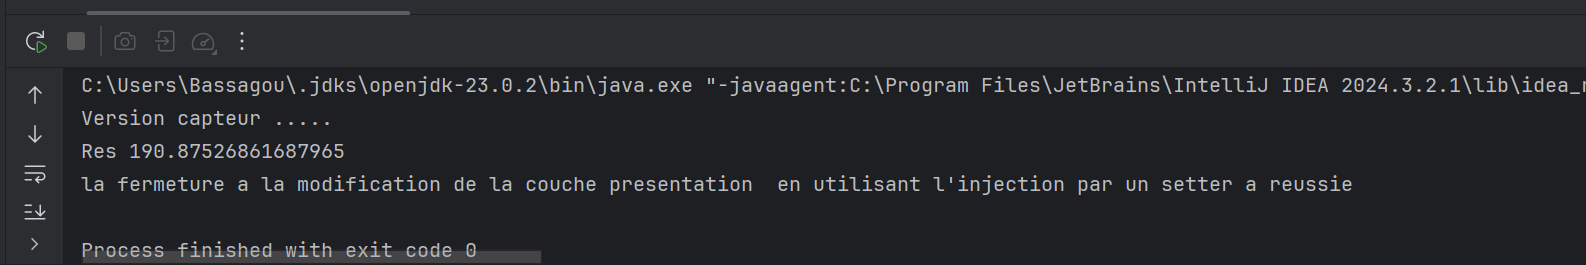 C:\Users\Bassagou\.jdks\openjdk-23.0.2\bin\java.exe "-javaagent:C:\Program Files\JetBrains\IntelliJ IDEA 2024.3.2.1\lib\idea_
Version capteur .....
Res 190.87526861687965
la fermeture a la modification de la couche presentation  en utilisant l'injection par un setter a reussie
Process finished with exit code 0